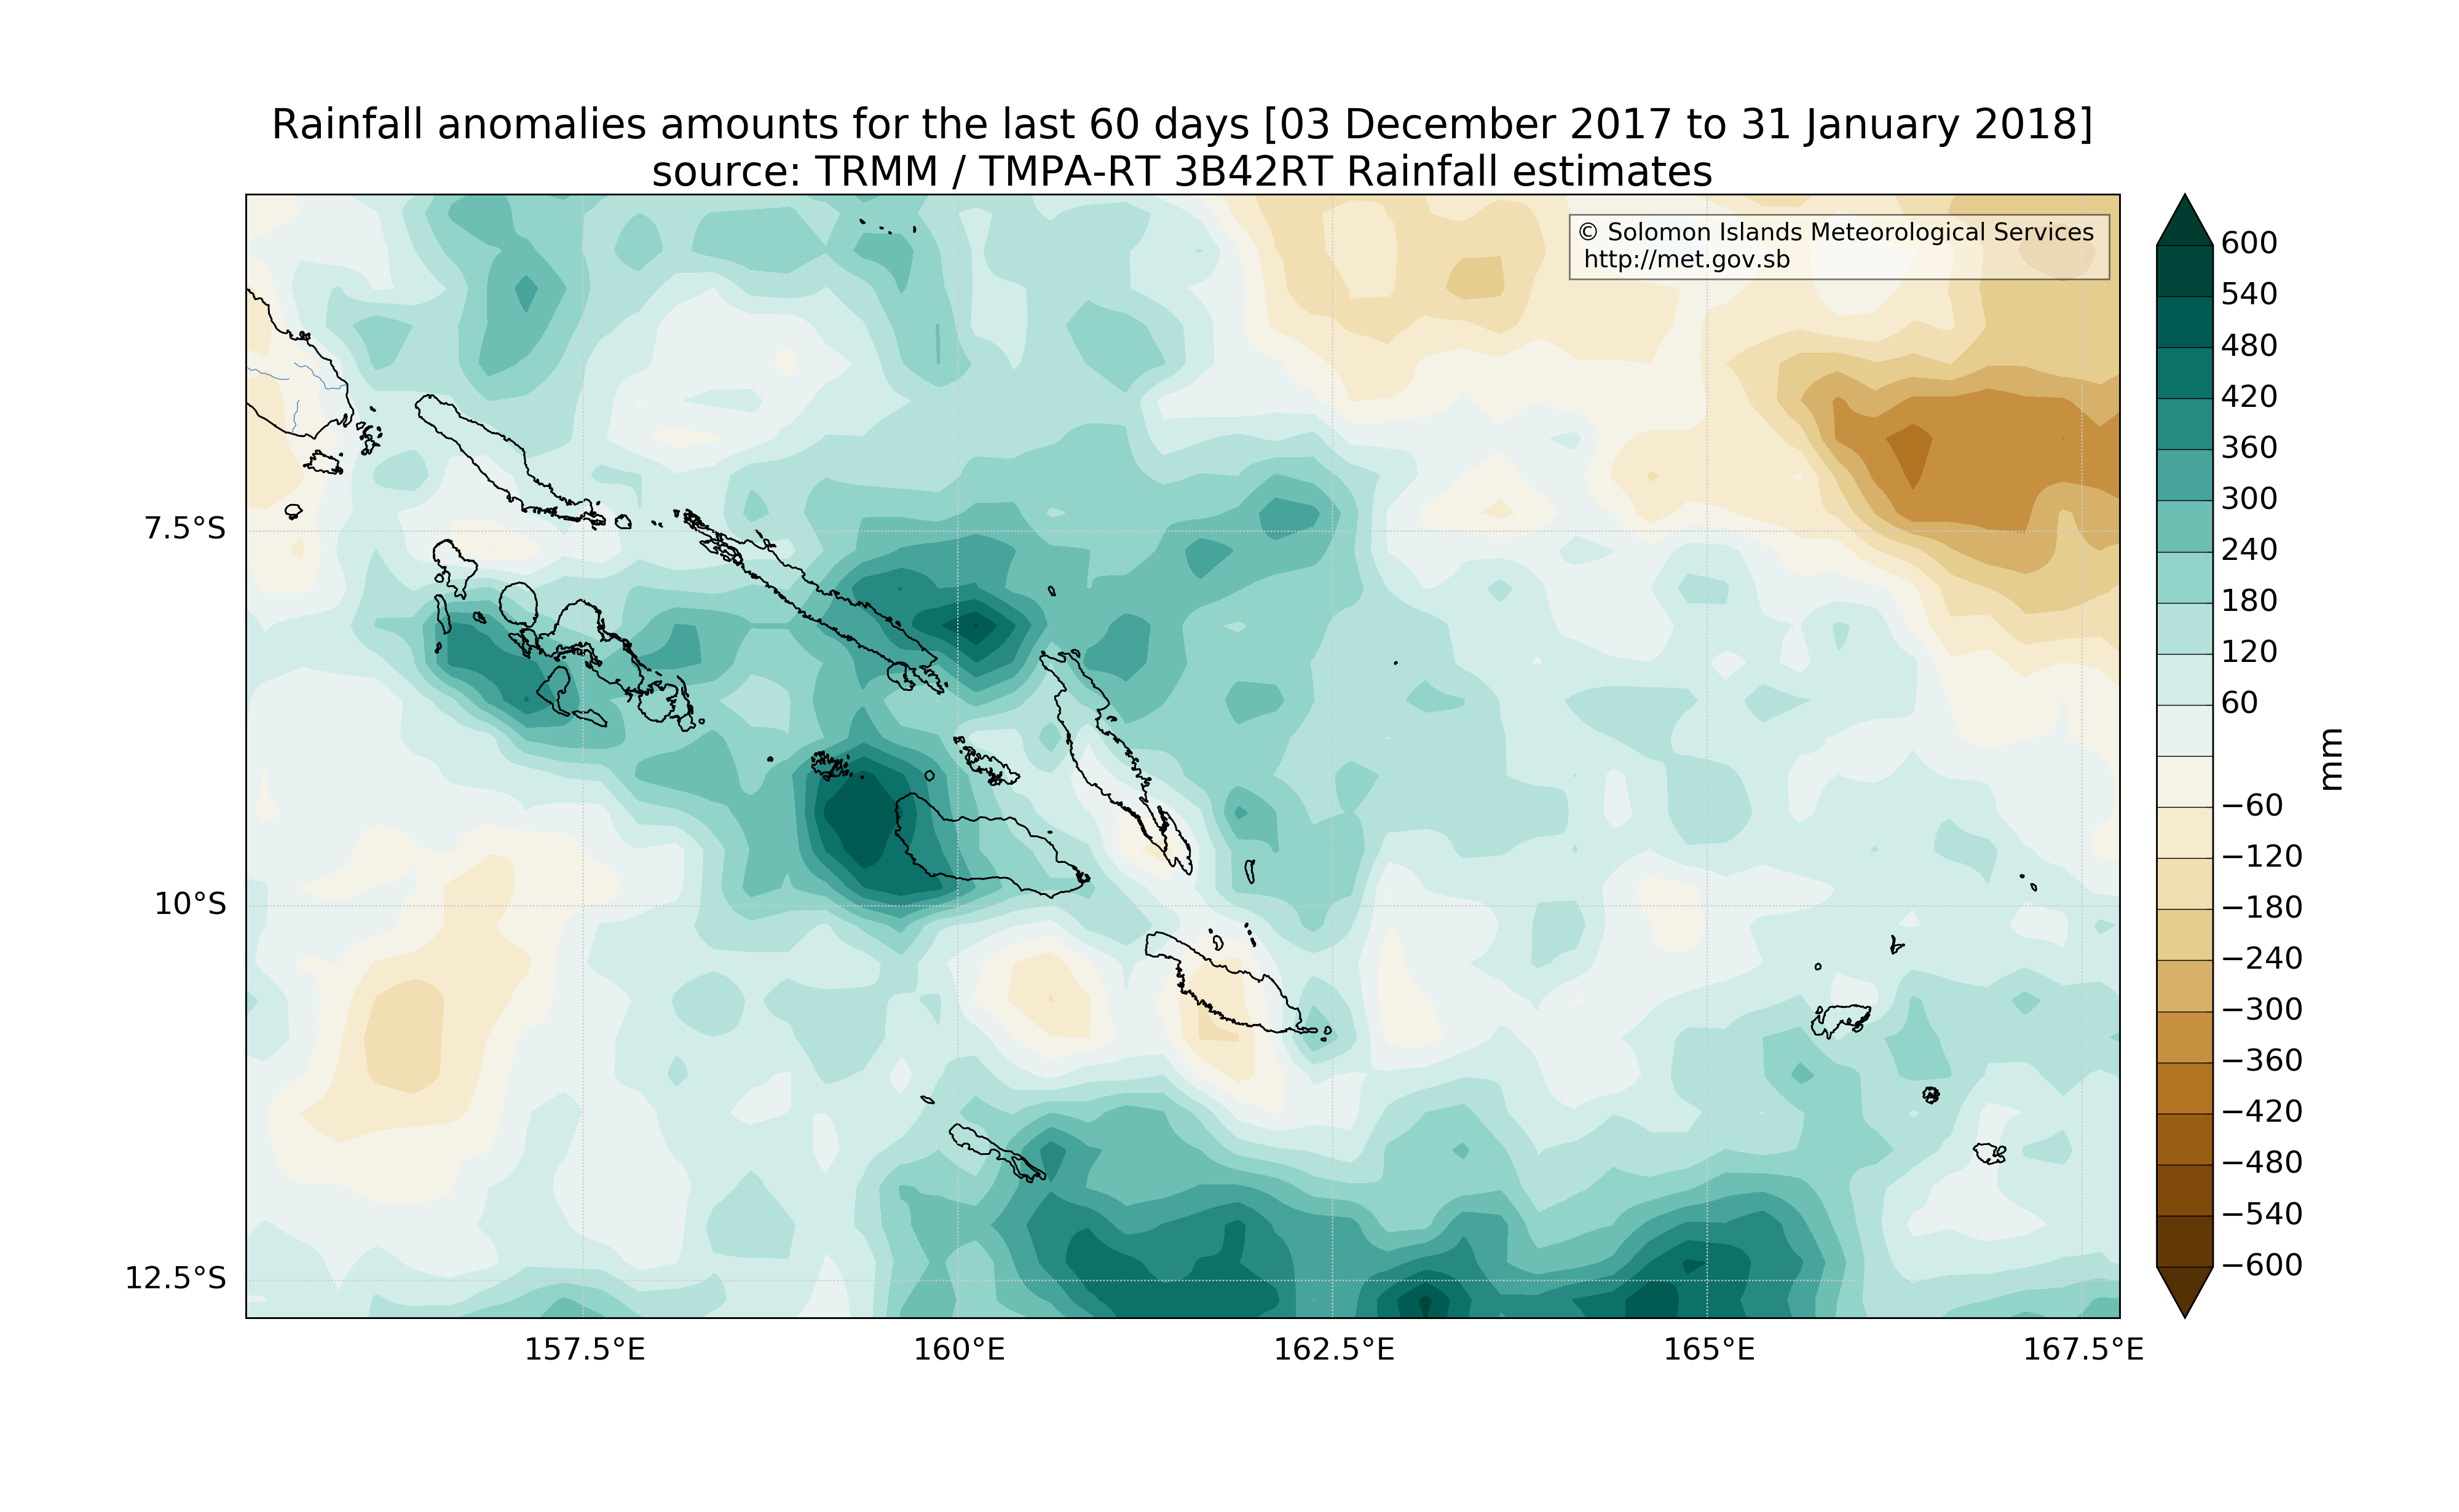 Rainfall anomalies amounts for the last 60 days [03 December 2017 to 31 January 2018]
source: TRMM / TMPA-RT 3B42RT Rainfall estimates
© Solomon Islands Meteorological Services
http://met.gov.sb
7.5°S
10°S
12.5°S
157.5°E
160°E
162.5°E
165°E
167.5°E
600
540
480
420
360
300
240
180
120
60
−60
−120
−180
−240
−300
−360
−420
−480
−540
−600
mm